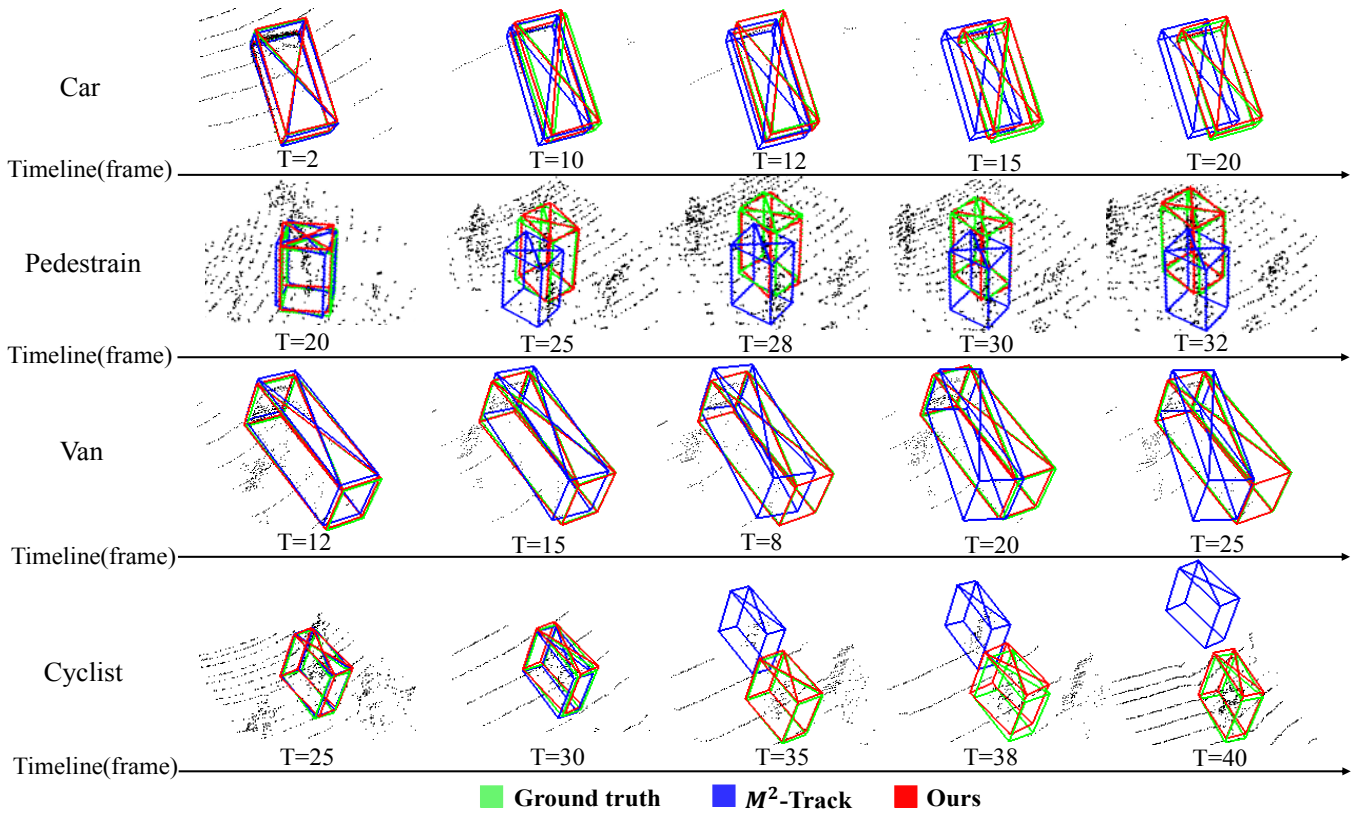 Car
T=2 T=10 T=12 T=15 T=20
Timeline(frame)
Pedestrain
T=20 T=25 T=28 T=30 T=32
Timeline(frame)
Van
T=12 T=15 T=8 T=20 T=25
Timeline(frame)
Cyclist
T=25 T=30 T=35 T=38 T=40
Timeline(frame)
Ground truth M²-Track Ours